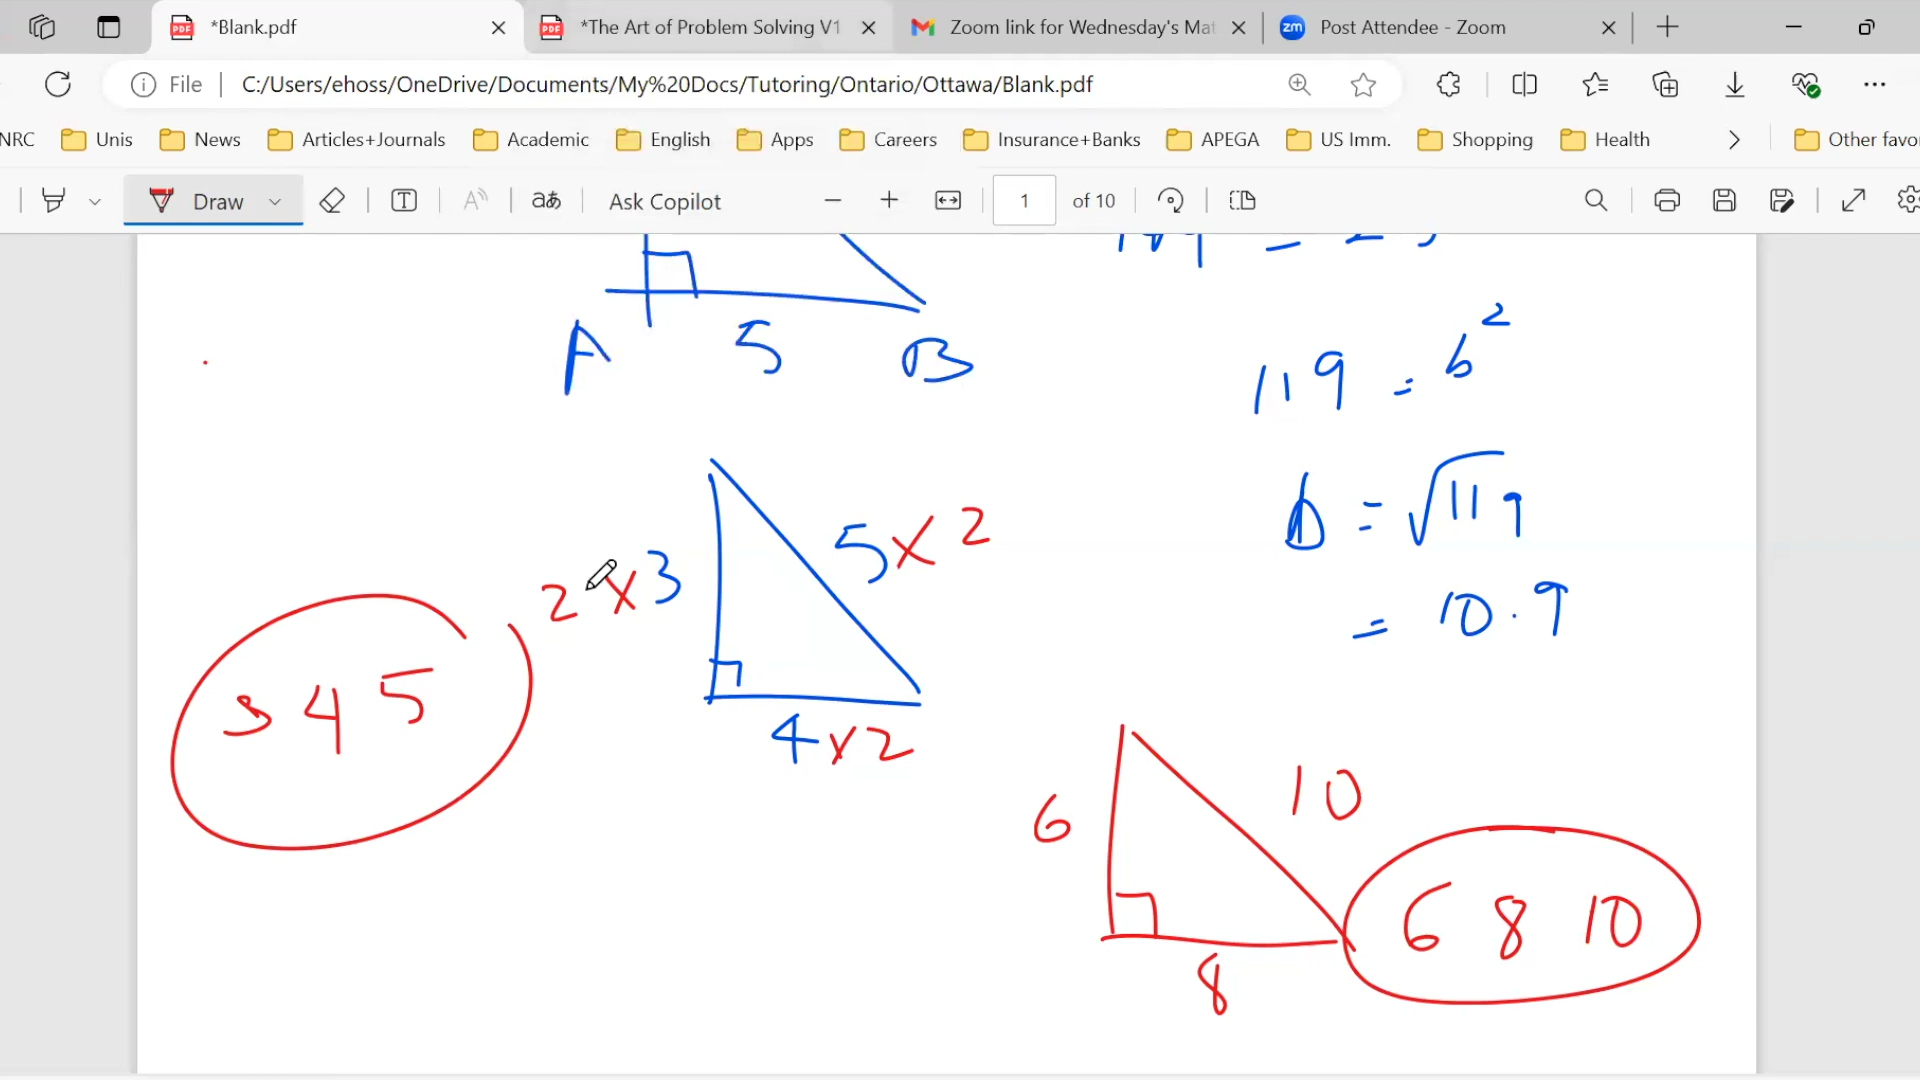 *Blank.pdf
*The Art of Problem Solving V1
Zoom link for Wednesday's Mat
Post Attendee - Zoom
File C:/Users/ehoss/OneDrive/Documents/My%20Docs/Tutoring/Ontario/Ottawa/Blank.pdf
NRC Unis News Articles+Journals Academic English Apps Careers Insurance+Banks APEGA US Imm. Shopping Health Other favo
Draw aあ Ask Copilot 1 of 10
A 5 B
119 = b²
b = √119
= 10.9
2 x 3
5 x 2
4 x 2
3 4 5
6
10
8
6 8 10